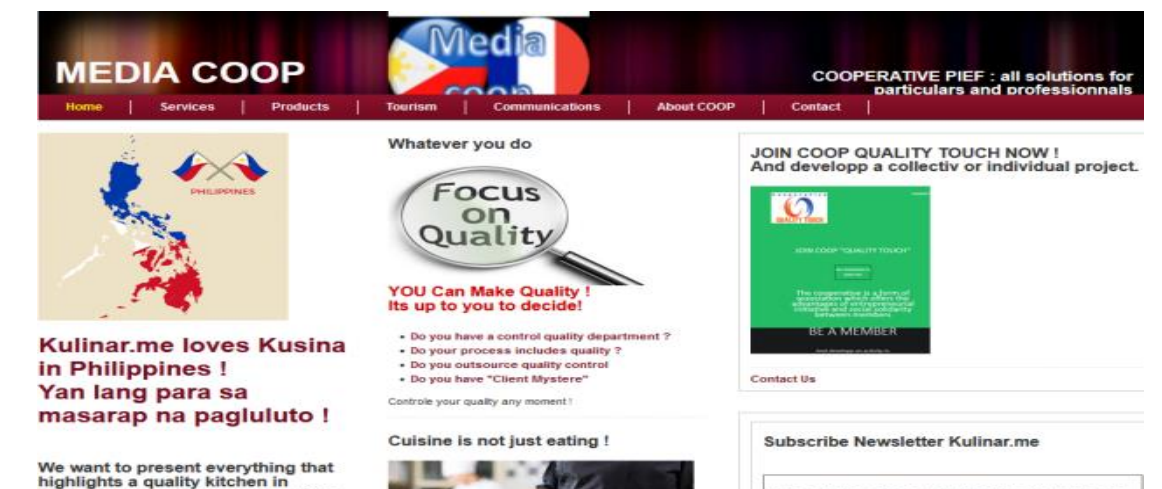 MEDIA COOP
Media
coop
COOPERATIVE PIEF : all solutions for
particulars and professionnals
Home
Services
Products
Tourism
Communications
About COOP
Contact
PHILIPPINES
Kulinar.me loves Kusina
in Philippines !
Yan lang para sa
masarap na pagluluto !
We want to present everything that
highlights a quality kitchen in
Whatever you do
Focus
on
Quality
YOU Can Make Quality !
Its up to you to decide!
• Do you have a control quality department ?
• Do your process includes quality ?
• Do you outsource quality control
• Do you have "Client Mystere"
Controle your quality any moment !
Cuisine is not just eating !
JOIN COOP QUALITY TOUCH NOW !
And developp a collectiv or individual project.
QUALITY TOUCH
JOIN COOP "QUALITY TOUCH"
The cooperative is a form of
association which offers the
advantages of entrepreneurial
initiative and social solidarity
between members
BE A MEMBER
Contact Us
Subscribe Newsletter Kulinar.me